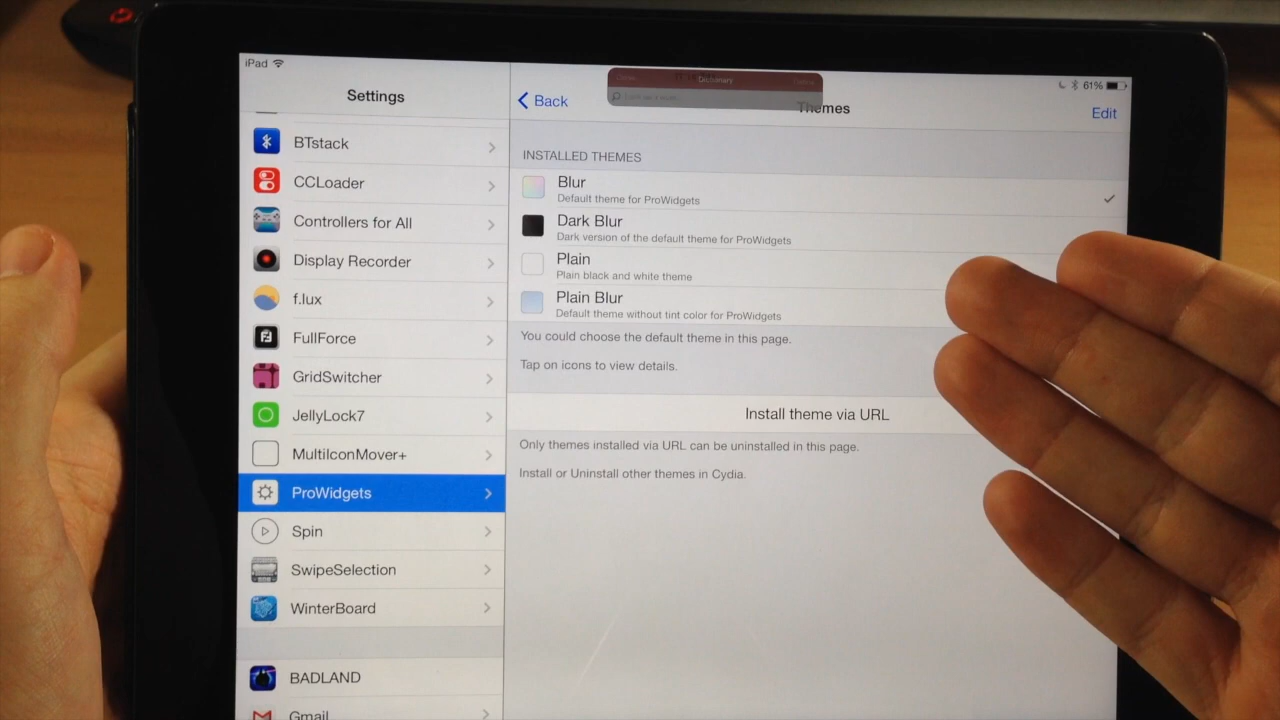 iPad
61%
Settings
Dictionary
Back
Themes
Edit
BTstack
CCLoader
Controllers for All
Display Recorder
f.lux
FullForce
GridSwitcher
JellyLock7
MultiIconMover+
ProWidgets
Spin
SwipeSelection
WinterBoard
BADLAND
Gmail
INSTALLED THEMES
Blur
Default theme for ProWidgets
Dark Blur
Dark version of the default theme for ProWidgets
Plain
Plain black and white theme
Plain Blur
Default theme without tint color for ProWidgets
You could choose the default theme in this page.
Tap on icons to view details.
Install theme via URL
Only themes installed via URL can be uninstalled in this page.
Install or Uninstall other themes in Cydia.